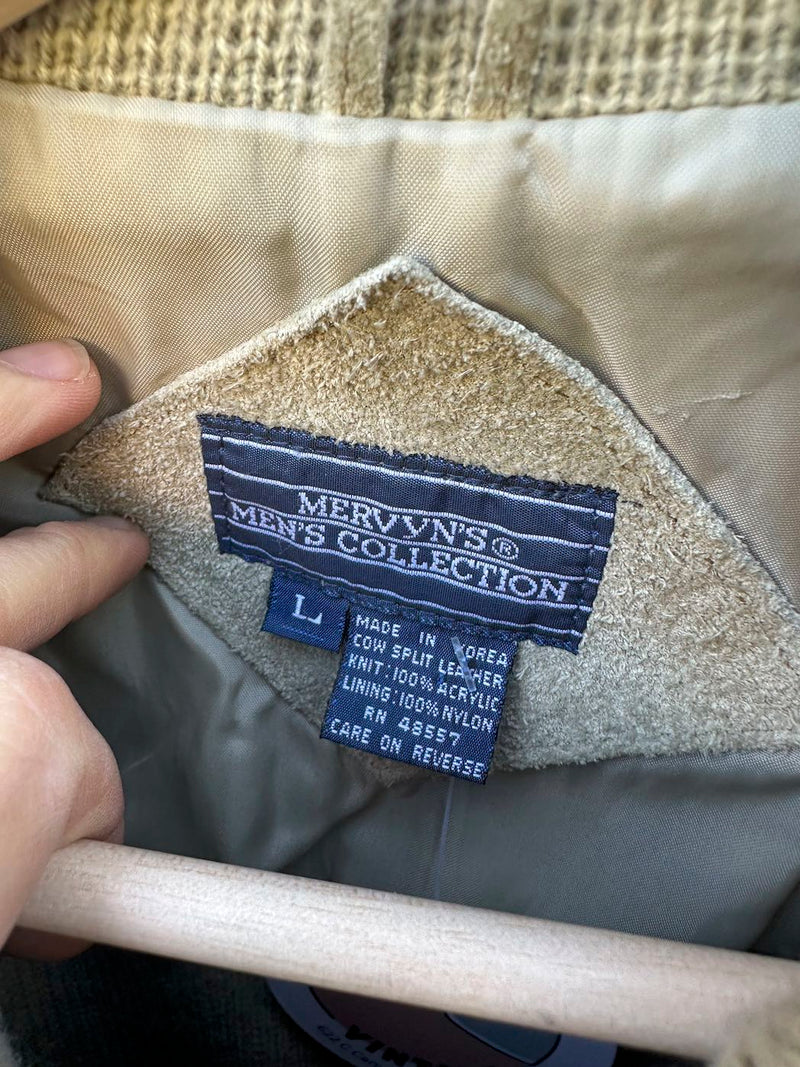 MERVYN'S®
MEN'S COLLECTION
L
MADE IN KOREA
COW SPLIT LEATHER
KNIT: 100% ACRYLIC
LINING: 100% NYLON
RN 48557
CARE ON REVERSE